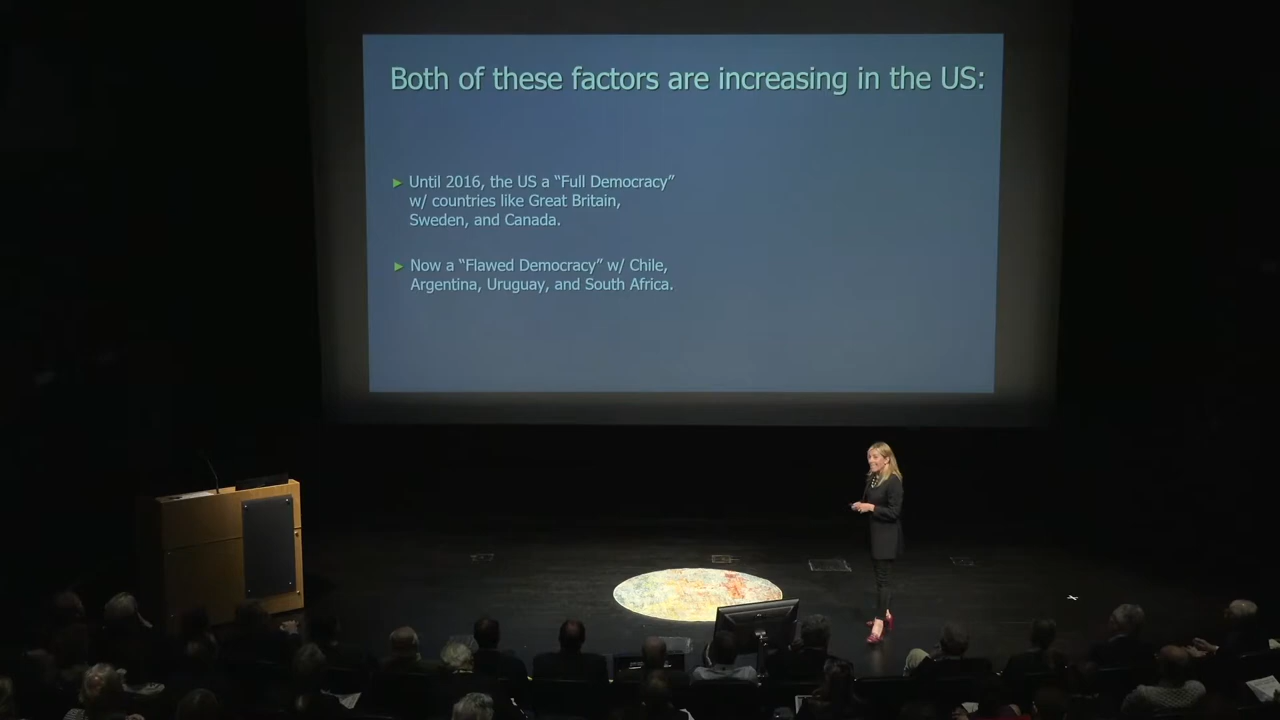 Both of these factors are increasing in the US:
► Until 2016, the US a “Full Democracy”
w/ countries like Great Britain,
Sweden, and Canada.
► Now a “Flawed Democracy” w/ Chile,
Argentina, Uruguay, and South Africa.